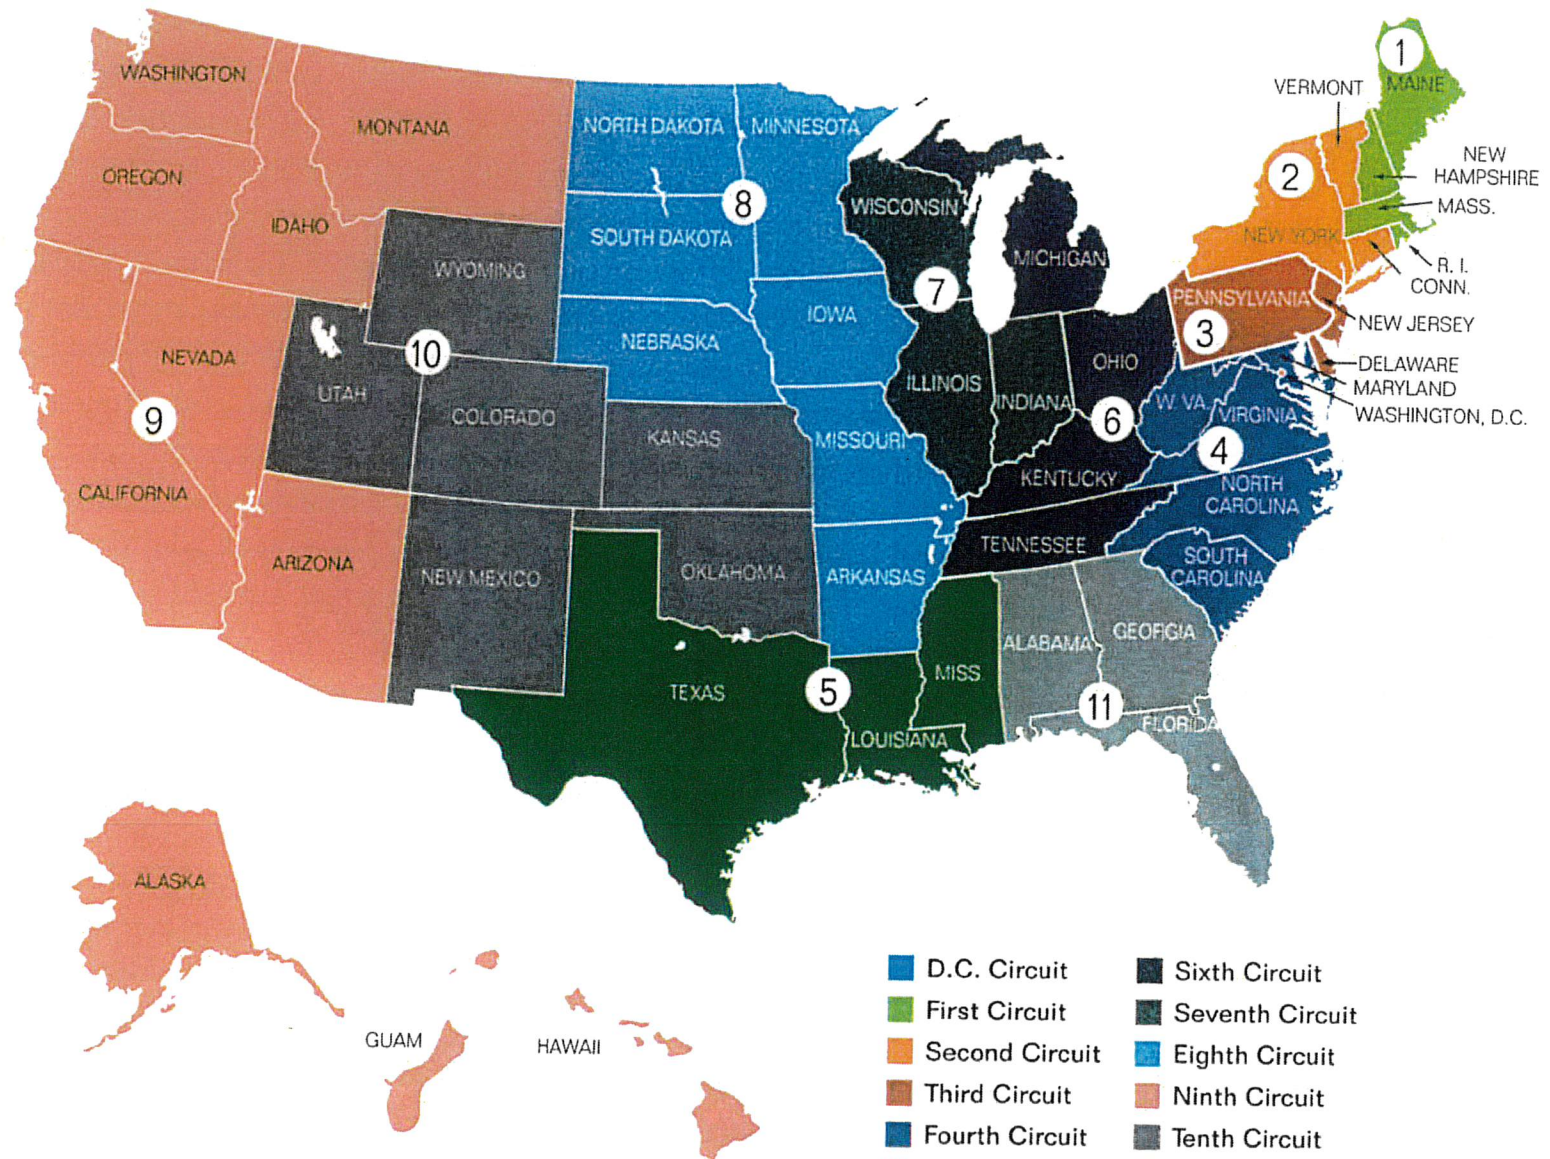 WASHINGTON
MONTANA
OREGON
IDAHO
WYOMING
NEVADA
UTAH
COLORADO
CALIFORNIA
ARIZONA
NEW MEXICO
9
10
NORTH DAKOTA
MINNESOTA
8
SOUTH DAKOTA
IOWA
NEBRASKA
KANSAS
MISSOURI
OKLAHOMA
ARKANSAS
TEXAS
5
LOUISIANA
MISS.
WISCONSIN
MICHIGAN
7
ILLINOIS
INDIANA
OHIO
6
KENTUCKY
TENNESSEE
ALABAMA
GEORGIA
11
FLORIDA
1
MAINE
VERMONT
2
NEW
HAMPSHIRE
MASS.
NEW YORK
R. I.
CONN.
PENNSYLVANIA
3
NEW JERSEY
DELAWARE
MARYLAND
WASHINGTON, D.C.
W. VA.
VIRGINIA
4
NORTH
CAROLINA
SOUTH
CAROLINA
ALASKA
GUAM
HAWAII
D.C. Circuit
First Circuit
Second Circuit
Third Circuit
Fourth Circuit
Sixth Circuit
Seventh Circuit
Eighth Circuit
Ninth Circuit
Tenth Circuit